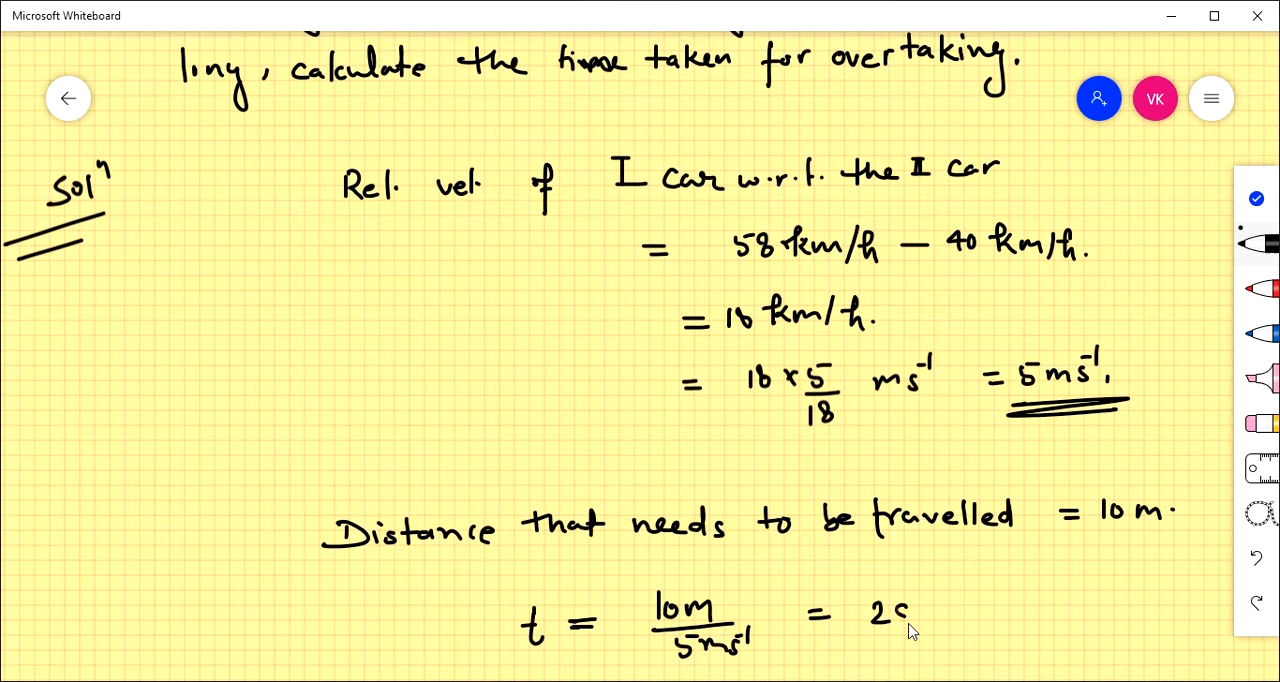 Microsoft Whiteboard
long, calculate the time taken for overtaking.
VK
Solⁿ
Rel. vel. of I car w.r.t. the II car
= 58 km/h – 40 km/h.
= 18 km/h.
= 18 × 5/18 ms⁻¹ = 5 ms⁻¹.
Distance that needs to be travelled = 10 m.
t = 10m/5ms⁻¹ = 2s